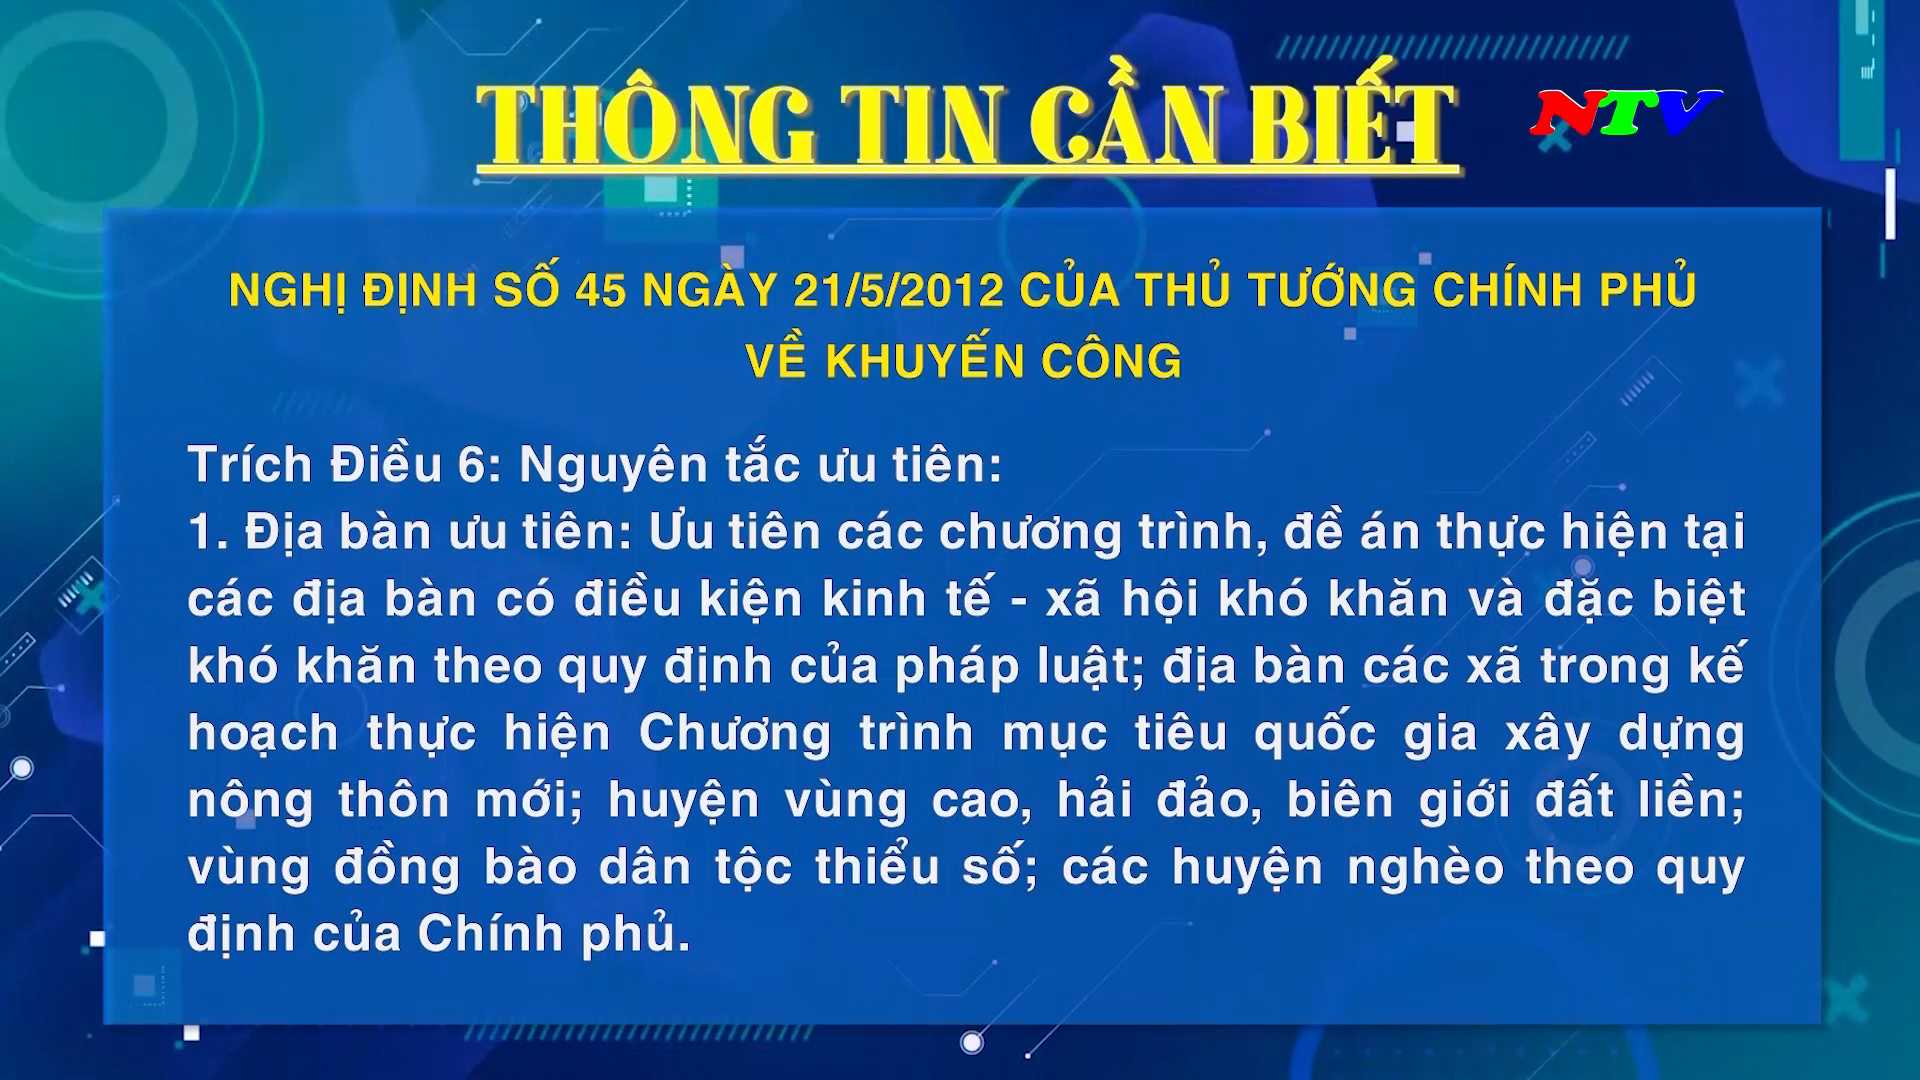 THÔNG TIN CẦN BIẾT
NTV
NGHỊ ĐỊNH SỐ 45 NGÀY 21/5/2012 CỦA THỦ TƯỚNG CHÍNH PHỦ
VỀ KHUYẾN CÔNG
Trích Điều 6: Nguyên tắc ưu tiên:
1. Địa bàn ưu tiên: Ưu tiên các chương trình, đề án thực hiện tại
các địa bàn có điều kiện kinh tế - xã hội khó khăn và đặc biệt
khó khăn theo quy định của pháp luật; địa bàn các xã trong kế
hoạch thực hiện Chương trình mục tiêu quốc gia xây dựng
nông thôn mới; huyện vùng cao, hải đảo, biên giới đất liền;
vùng đồng bào dân tộc thiểu số; các huyện nghèo theo quy
định của Chính phủ.